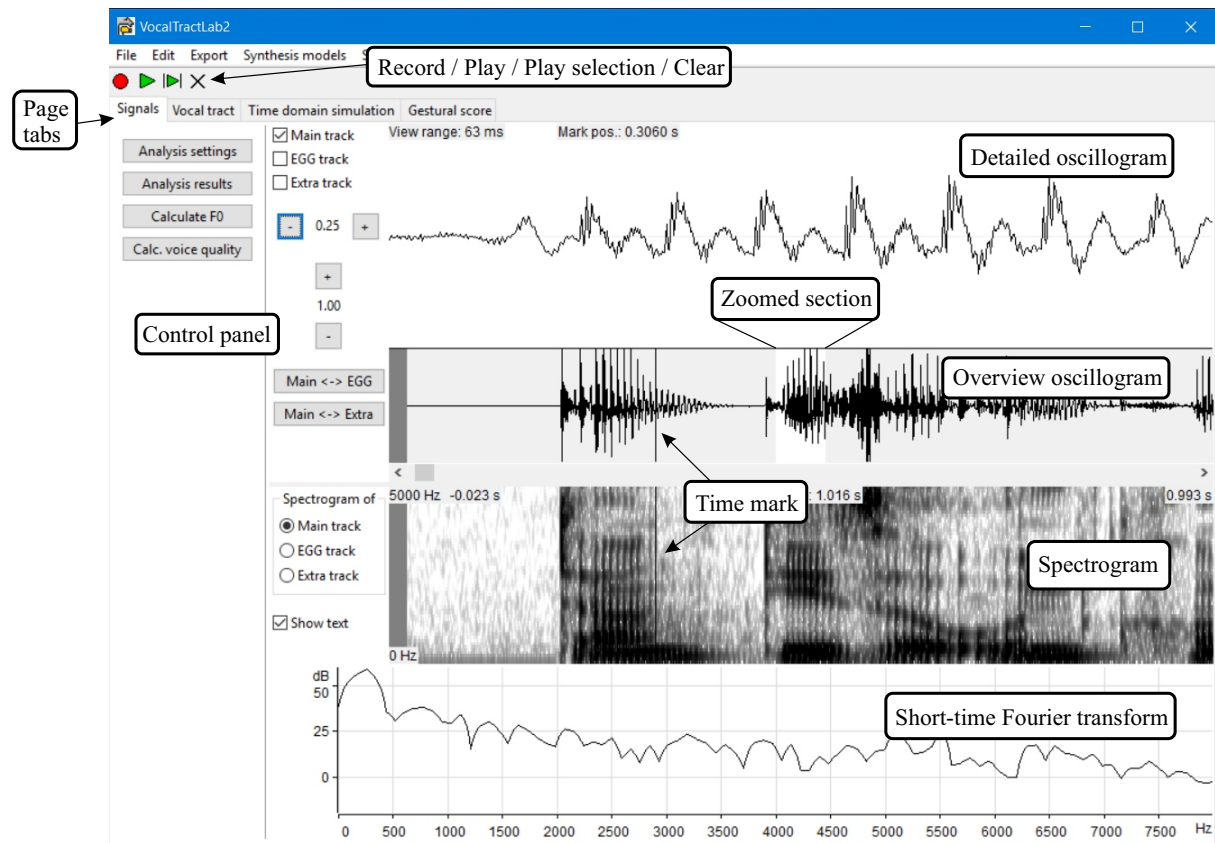 VocalTractLab2
File Edit Export Synthesis models
Record / Play / Play selection / Clear
Page
tabs
Signals Vocal tract Time domain simulation Gestural score
Analysis settings
Analysis results
Calculate F0
Calc. voice quality
Main track
EGG track
Extra track
- 0.25 +
+
1.00
-
Control panel
Main <-> EGG
Main <-> Extra
View range: 63 ms Mark pos.: 0.3060 s
Detailed oscillogram
Zoomed section
Overview oscillogram
Time mark
Spectrogram of
Main track
EGG track
Extra track
Show text
5000 Hz -0.023 s : 1.016 s 0.993 s
Spectrogram
0 Hz
dB
50
25
0
Short-time Fourier transform
0 500 1000 1500 2000 2500 3000 3500 4000 4500 5000 5500 6000 6500 7000 7500 Hz